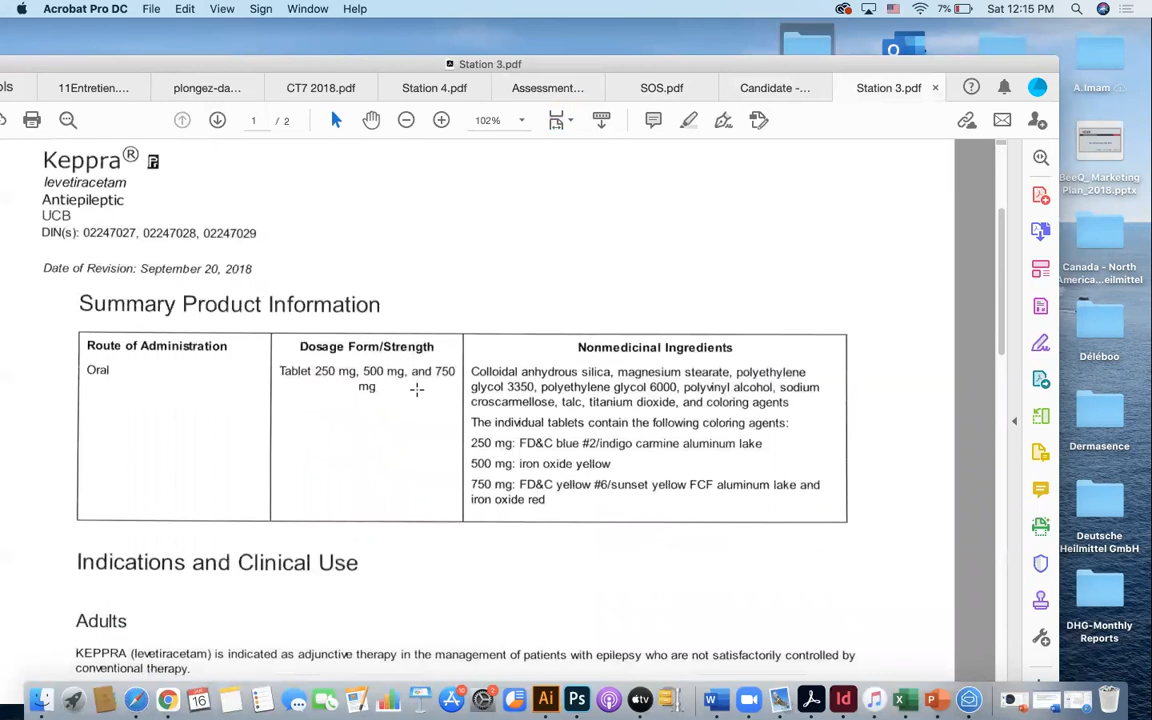 Acrobat Pro DC File Edit View Sign Window Help 7% Sat 12:15 PM
Station 3.pdf
11Entretien.... plongez-da... CT7 2018.pdf Station 4.pdf Assessment... SOS.pdf Candidate -... Station 3.pdf ×
1 / 2 102%
Keppra®
levetiracetam
Antiepileptic
UCB
DIN(s): 02247027, 02247028, 02247029
Date of Revision: September 20, 2018
Summary Product Information
Route of Administration Dosage Form/Strength Nonmedicinal Ingredients
Oral
Tablet 250 mg, 500 mg, and 750
mg
Colloidal anhydrous silica, magnesium stearate, polyethylene
glycol 3350, polyethylene glycol 6000, polyvinyl alcohol, sodium
croscarmellose, talc, titanium dioxide, and coloring agents
The individual tablets contain the following coloring agents:
250 mg: FD&C blue #2/indigo carmine aluminum lake
500 mg: iron oxide yellow
750 mg: FD&C yellow #6/sunset yellow FCF aluminum lake and
iron oxide red
Indications and Clinical Use
Adults
KEPPRA (levetiracetam) is indicated as adjunctive therapy in the management of patients with epilepsy who are not satisfactorily controlled by
conventional therapy.
A.Imam
BeeQ_Marketing
Plan_2018.pptx
Canada - North
America...eilmittel
Déléboo
Dermasence
Deutsche
Heilmittel GmbH
DHG-Monthly
Reports
16
Ai Ps tv W Id X P